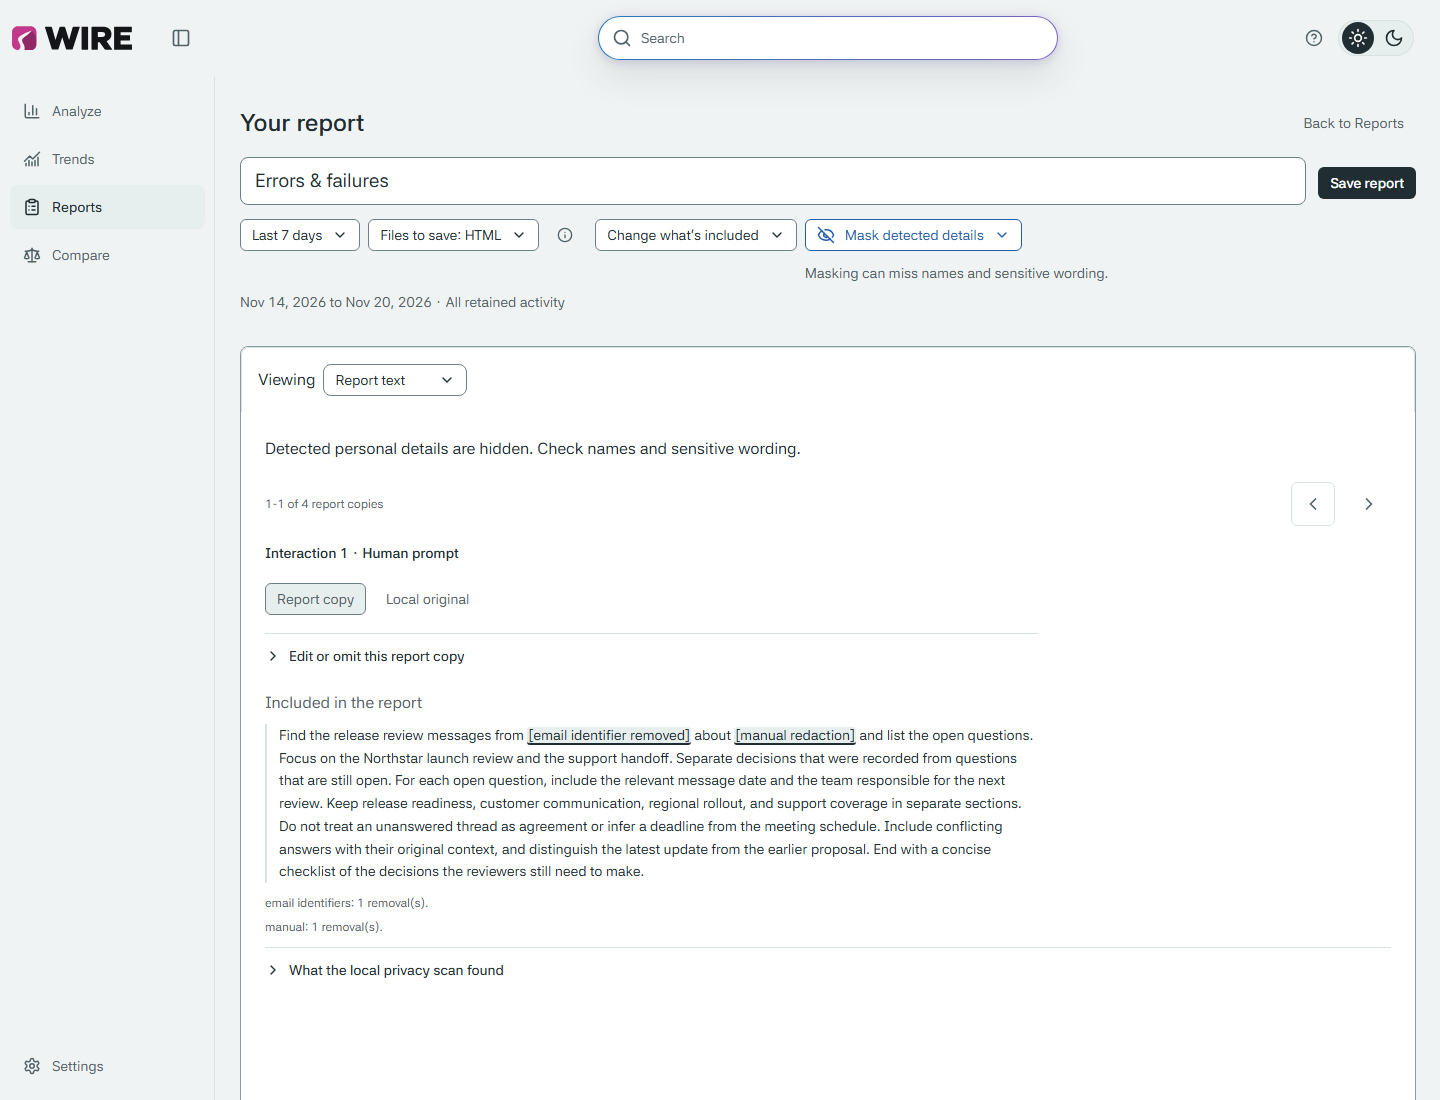 WIRE
Search
Analyze
Trends
Reports
Compare
Settings
Your report
Back to Reports
Errors & failures
Save report
Last 7 days
Files to save: HTML
Change what's included
Mask detected details
Masking can miss names and sensitive wording.
Nov 14, 2026 to Nov 20, 2026 · All retained activity
Viewing
Report text
Detected personal details are hidden. Check names and sensitive wording.
1-1 of 4 report copies
Interaction 1 · Human prompt
Report copy
Local original
Edit or omit this report copy
Included in the report
Find the release review messages from [email identifier removed] about [manual redaction] and list the open questions.
Focus on the Northstar launch review and the support handoff. Separate decisions that were recorded from questions
that are still open. For each open question, include the relevant message date and the team responsible for the next
review. Keep release readiness, customer communication, regional rollout, and support coverage in separate sections.
Do not treat an unanswered thread as agreement or infer a deadline from the meeting schedule. Include conflicting
answers with their original context, and distinguish the latest update from the earlier proposal. End with a concise
checklist of the decisions the reviewers still need to make.
email identifiers: 1 removal(s).
manual: 1 removal(s).
What the local privacy scan found